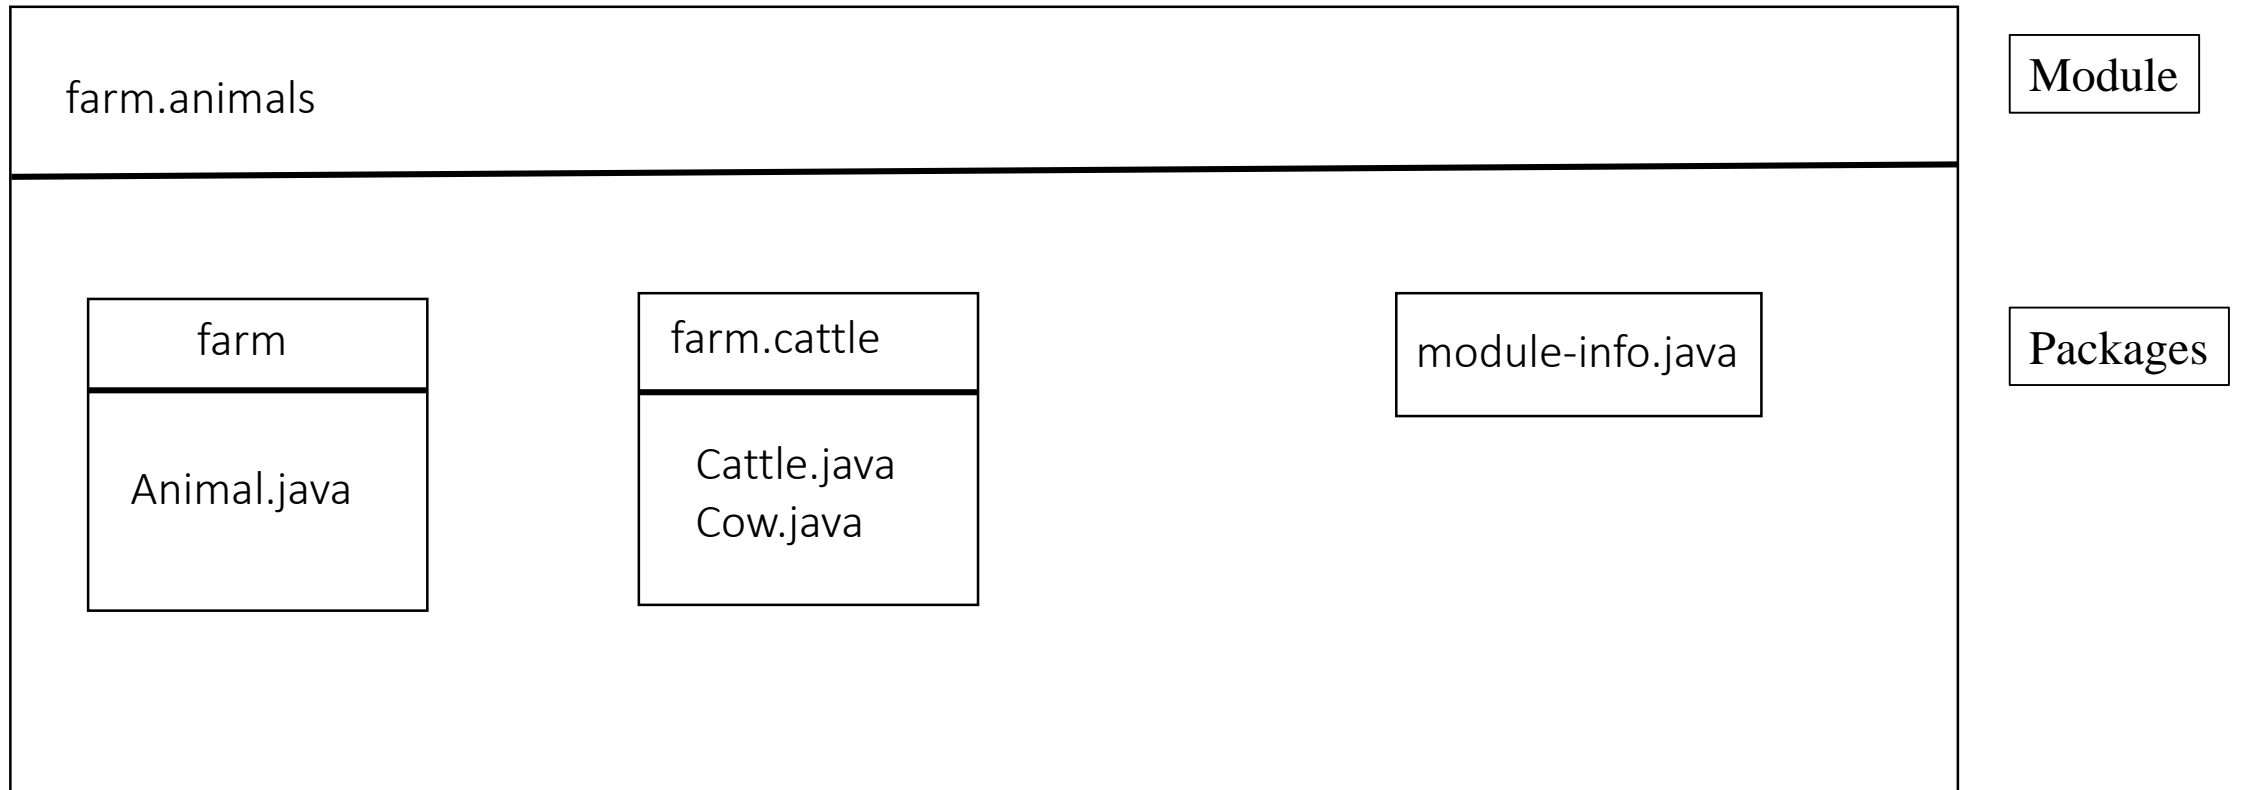 farm.animals
Module
farm
farm.cattle
module-info.java
Packages
Animal.java
Cattle.java
Cow.java